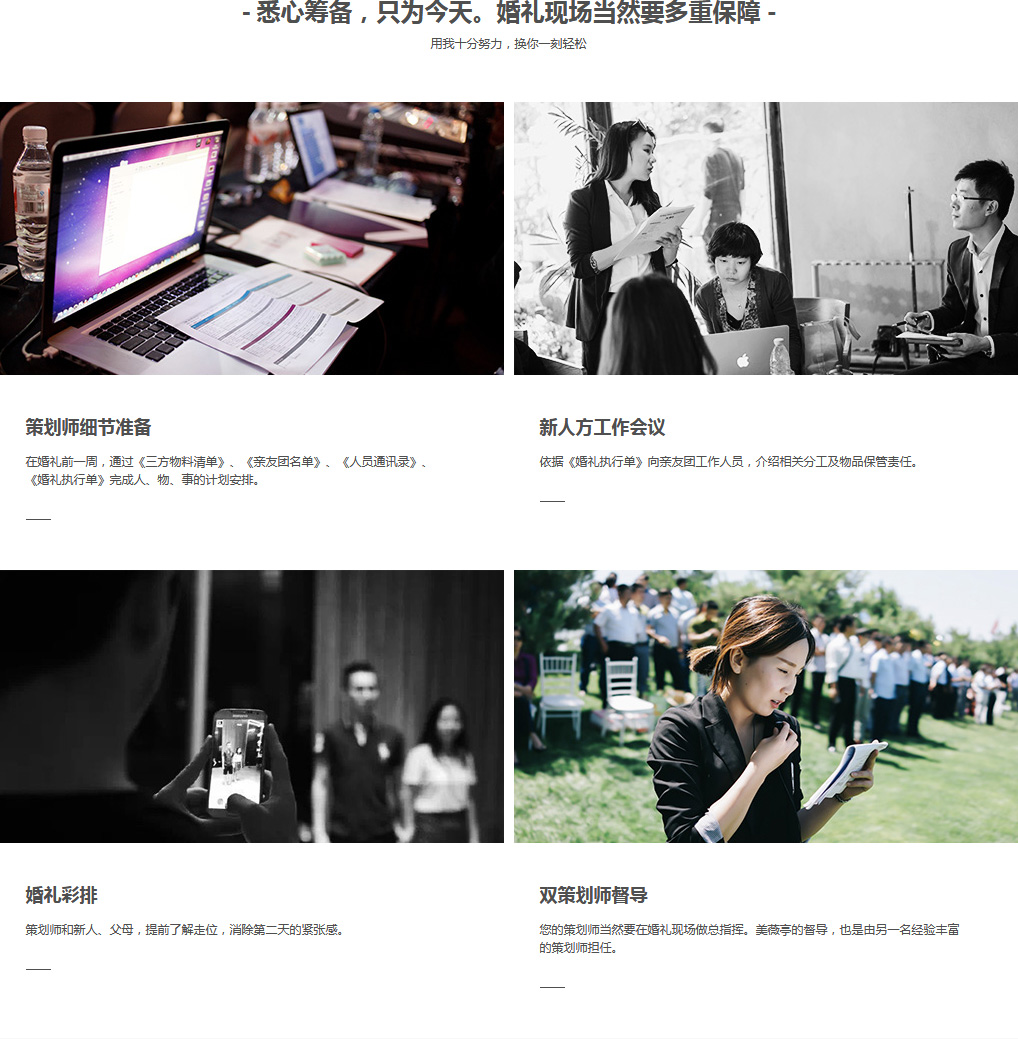 - 悉心筹备，只为今天。婚礼现场当然要多重保障 -
用我十分努力，换你一刻轻松
策划师细节准备
在婚礼前一周，通过《三方物料清单》、《亲友团名单》、《人员通讯录》、
《婚礼执行单》完成人、物、事的计划安排。
新人方工作会议
依据《婚礼执行单》向亲友团工作人员，介绍相关分工及物品保管责任。
婚礼彩排
策划师和新人、父母，提前了解走位，消除第二天的紧张感。
双策划师督导
您的策划师当然要在婚礼现场做总指挥。美薇亭的督导，也是由另一名经验丰富
的策划师担任。